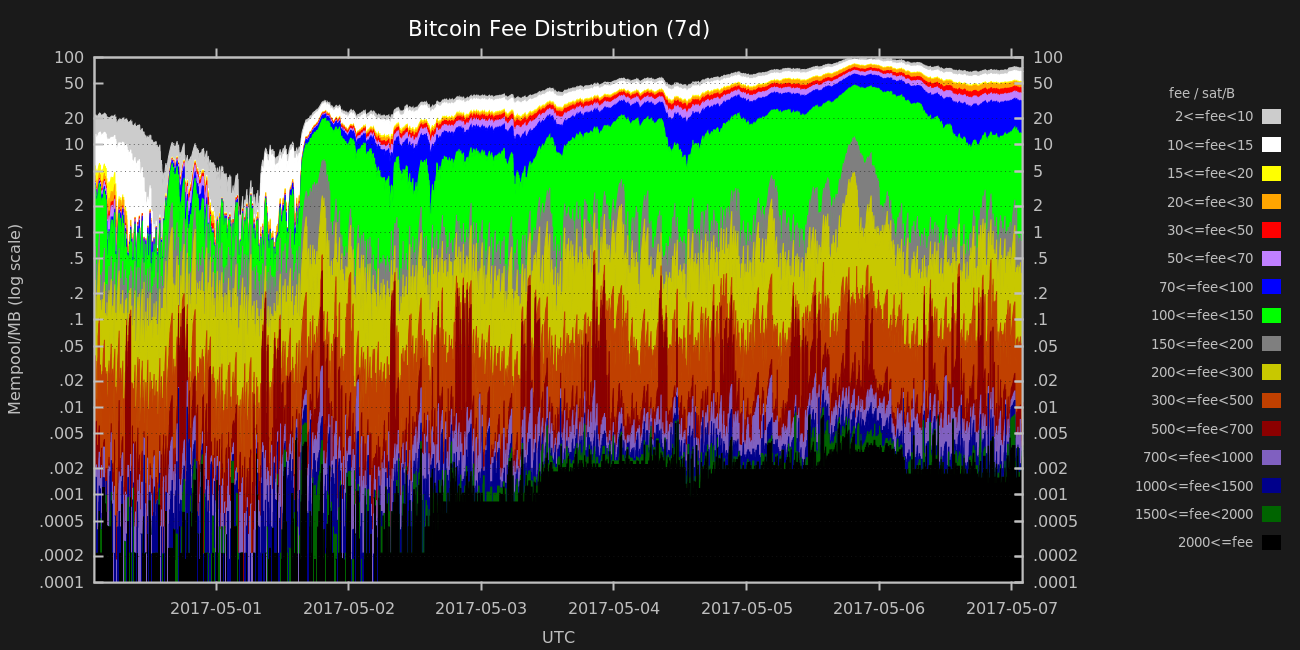 Bitcoin Fee Distribution (7d)
100
50
20
10
5
2
1
.5
.2
.1
.05
.02
.01
.005
.002
.001
.0005
.0002
.0001
Mempool/MB (log scale)
100
50
20
10
5
2
1
.5
.2
.1
.05
.02
.01
.005
.002
.001
.0005
.0002
.0001
2017-05-01 2017-05-02 2017-05-03 2017-05-04 2017-05-05 2017-05-06 2017-05-07
UTC
fee / sat/B
2<=fee<10
10<=fee<15
15<=fee<20
20<=fee<30
30<=fee<50
50<=fee<70
70<=fee<100
100<=fee<150
150<=fee<200
200<=fee<300
300<=fee<500
500<=fee<700
700<=fee<1000
1000<=fee<1500
1500<=fee<2000
2000<=fee